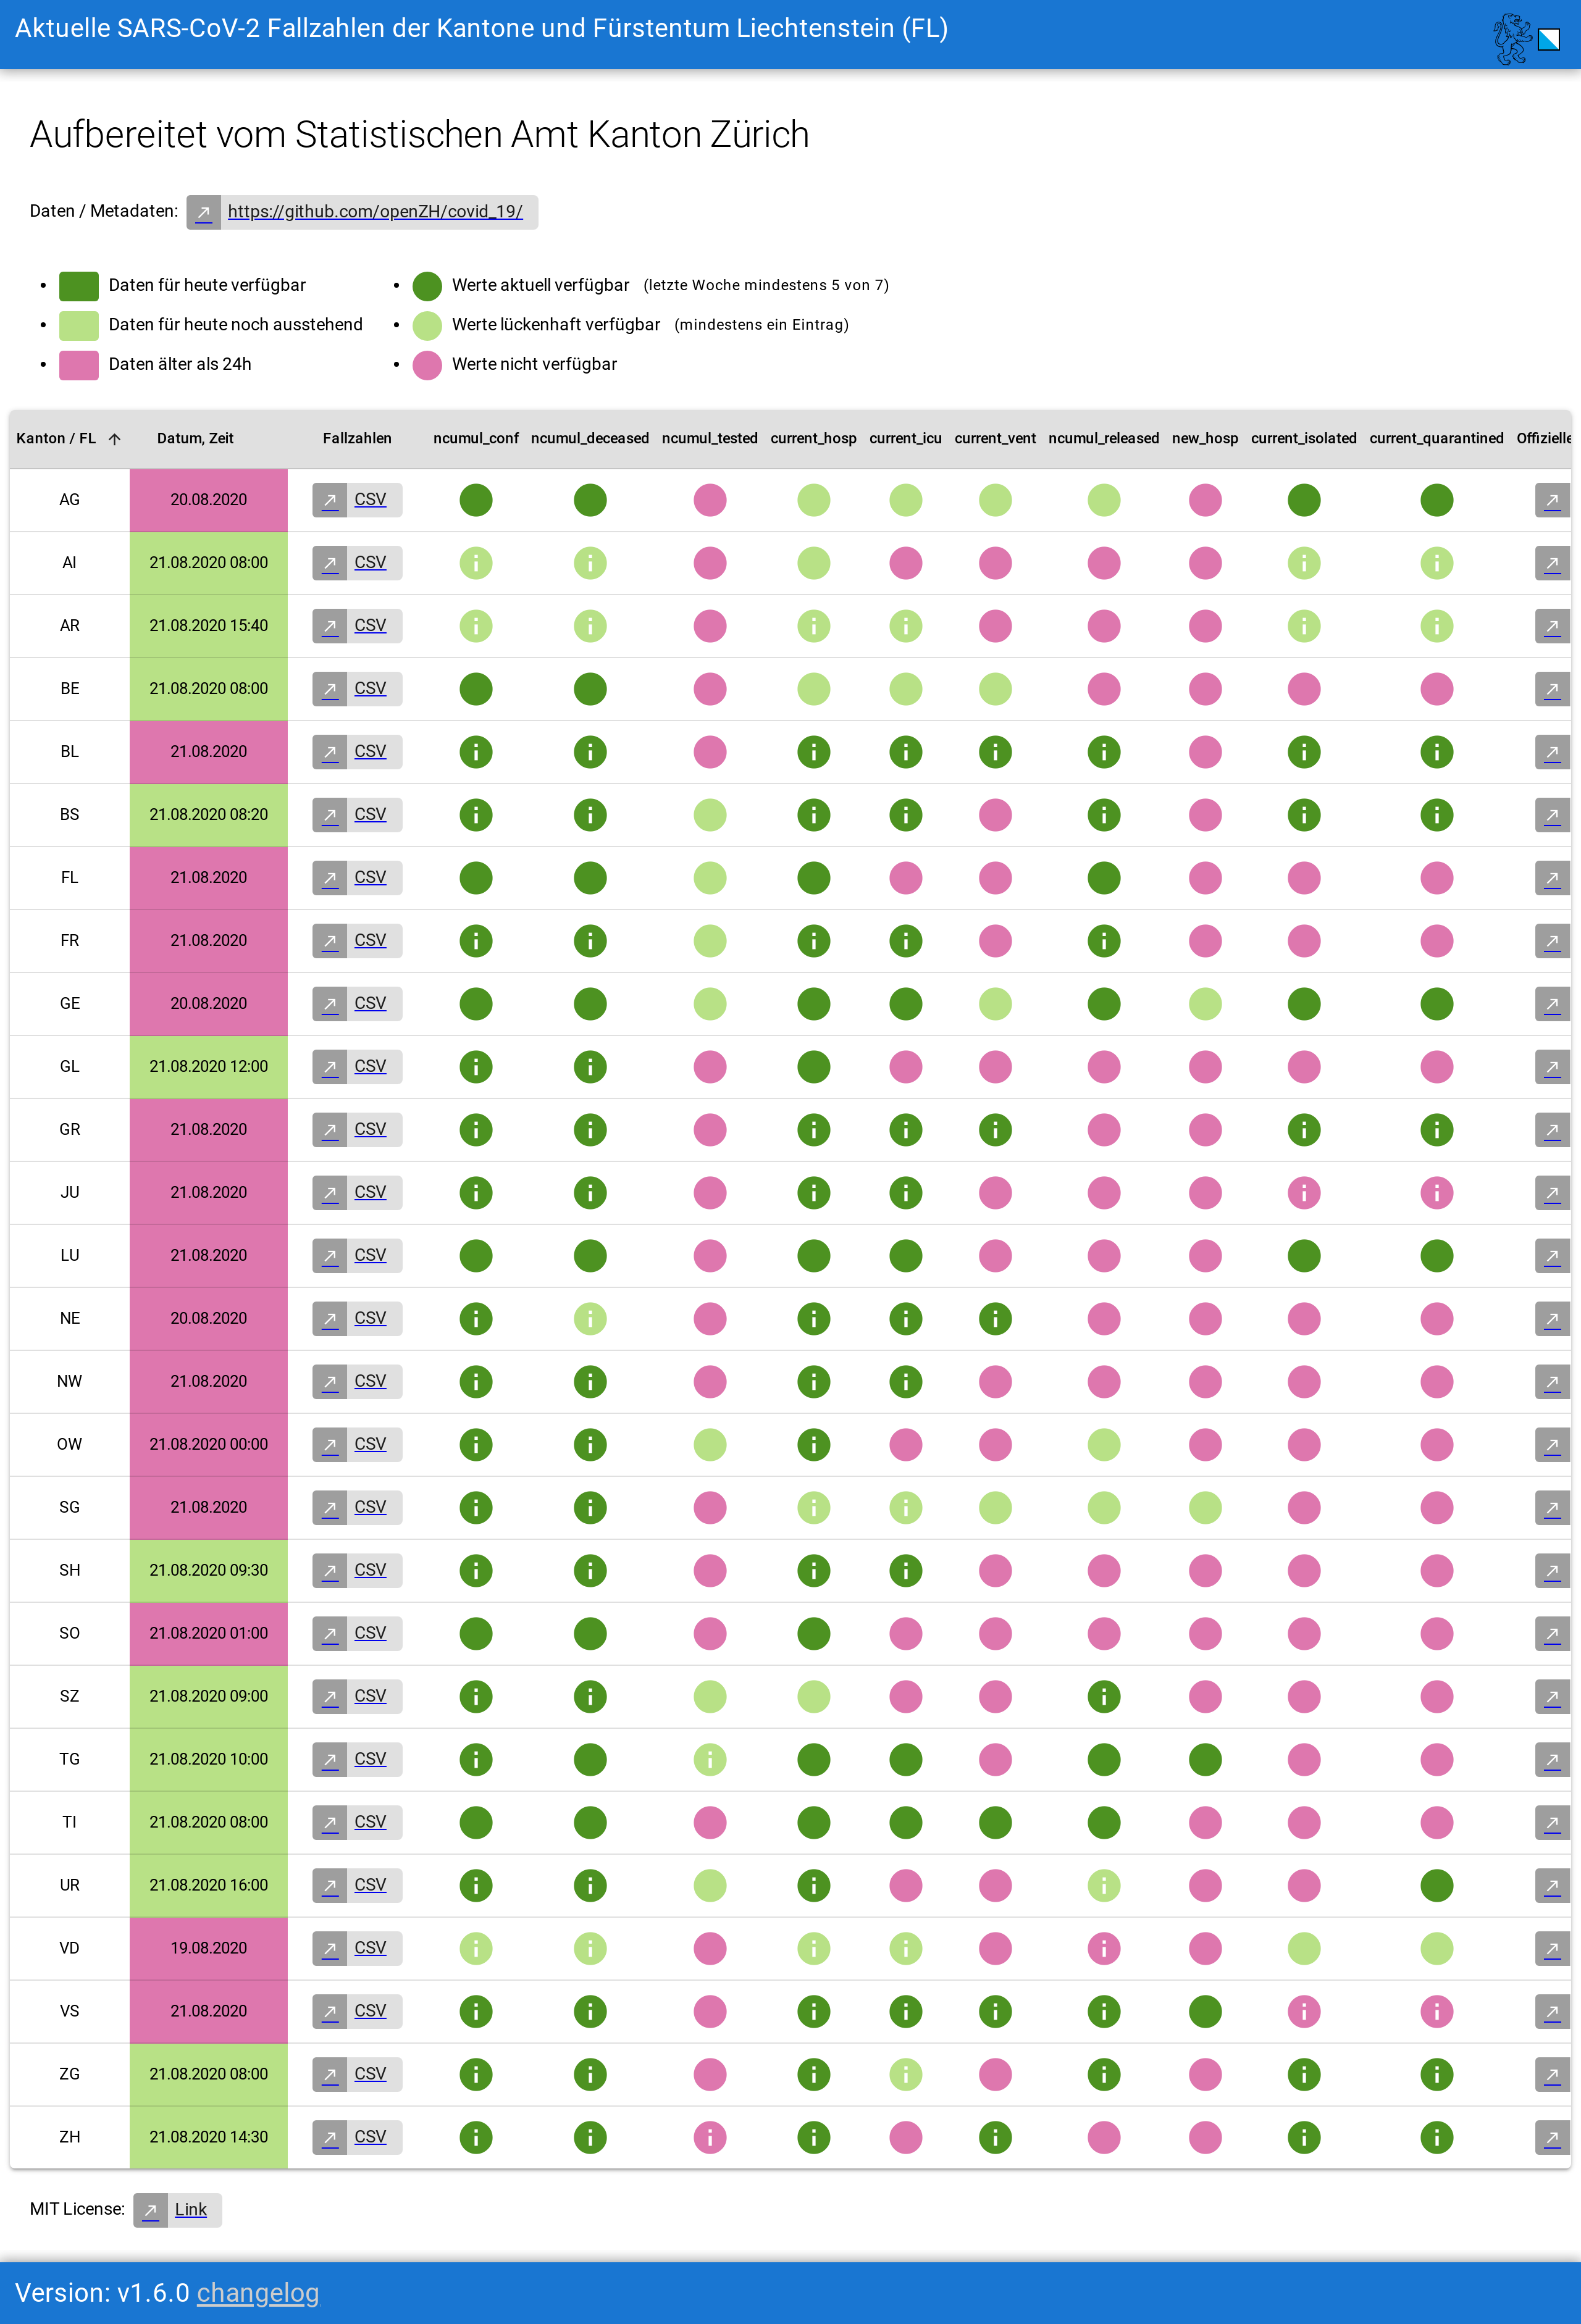 Aktuelle SARS-CoV-2 Fallzahlen der Kantone und Fürstentum Liechtenstein (FL)
Aufbereitet vom Statistischen Amt Kanton Zürich
Daten / Metadaten: https://github.com/openZH/covid_19/
Daten für heute verfügbar
Daten für heute noch ausstehend
Daten älter als 24h
Werte aktuell verfügbar (letzte Woche mindestens 5 von 7)
Werte lückenhaft verfügbar (mindestens ein Eintrag)
Werte nicht verfügbar
Kanton / FL Datum, Zeit Fallzahlen ncumul_conf ncumul_deceased ncumul_tested current_hosp current_icu current_vent ncumul_released new_hosp current_isolated current_quarantined Offizielle
AG 20.08.2020 CSV
AI 21.08.2020 08:00 CSV
AR 21.08.2020 15:40 CSV
BE 21.08.2020 08:00 CSV
BL 21.08.2020 CSV
BS 21.08.2020 08:20 CSV
FL 21.08.2020 CSV
FR 21.08.2020 CSV
GE 20.08.2020 CSV
GL 21.08.2020 12:00 CSV
GR 21.08.2020 CSV
JU 21.08.2020 CSV
LU 21.08.2020 CSV
NE 20.08.2020 CSV
NW 21.08.2020 CSV
OW 21.08.2020 00:00 CSV
SG 21.08.2020 CSV
SH 21.08.2020 09:30 CSV
SO 21.08.2020 01:00 CSV
SZ 21.08.2020 09:00 CSV
TG 21.08.2020 10:00 CSV
TI 21.08.2020 08:00 CSV
UR 21.08.2020 16:00 CSV
VD 19.08.2020 CSV
VS 21.08.2020 CSV
ZG 21.08.2020 08:00 CSV
ZH 21.08.2020 14:30 CSV
MIT License: Link
Version: v1.6.0 changelog